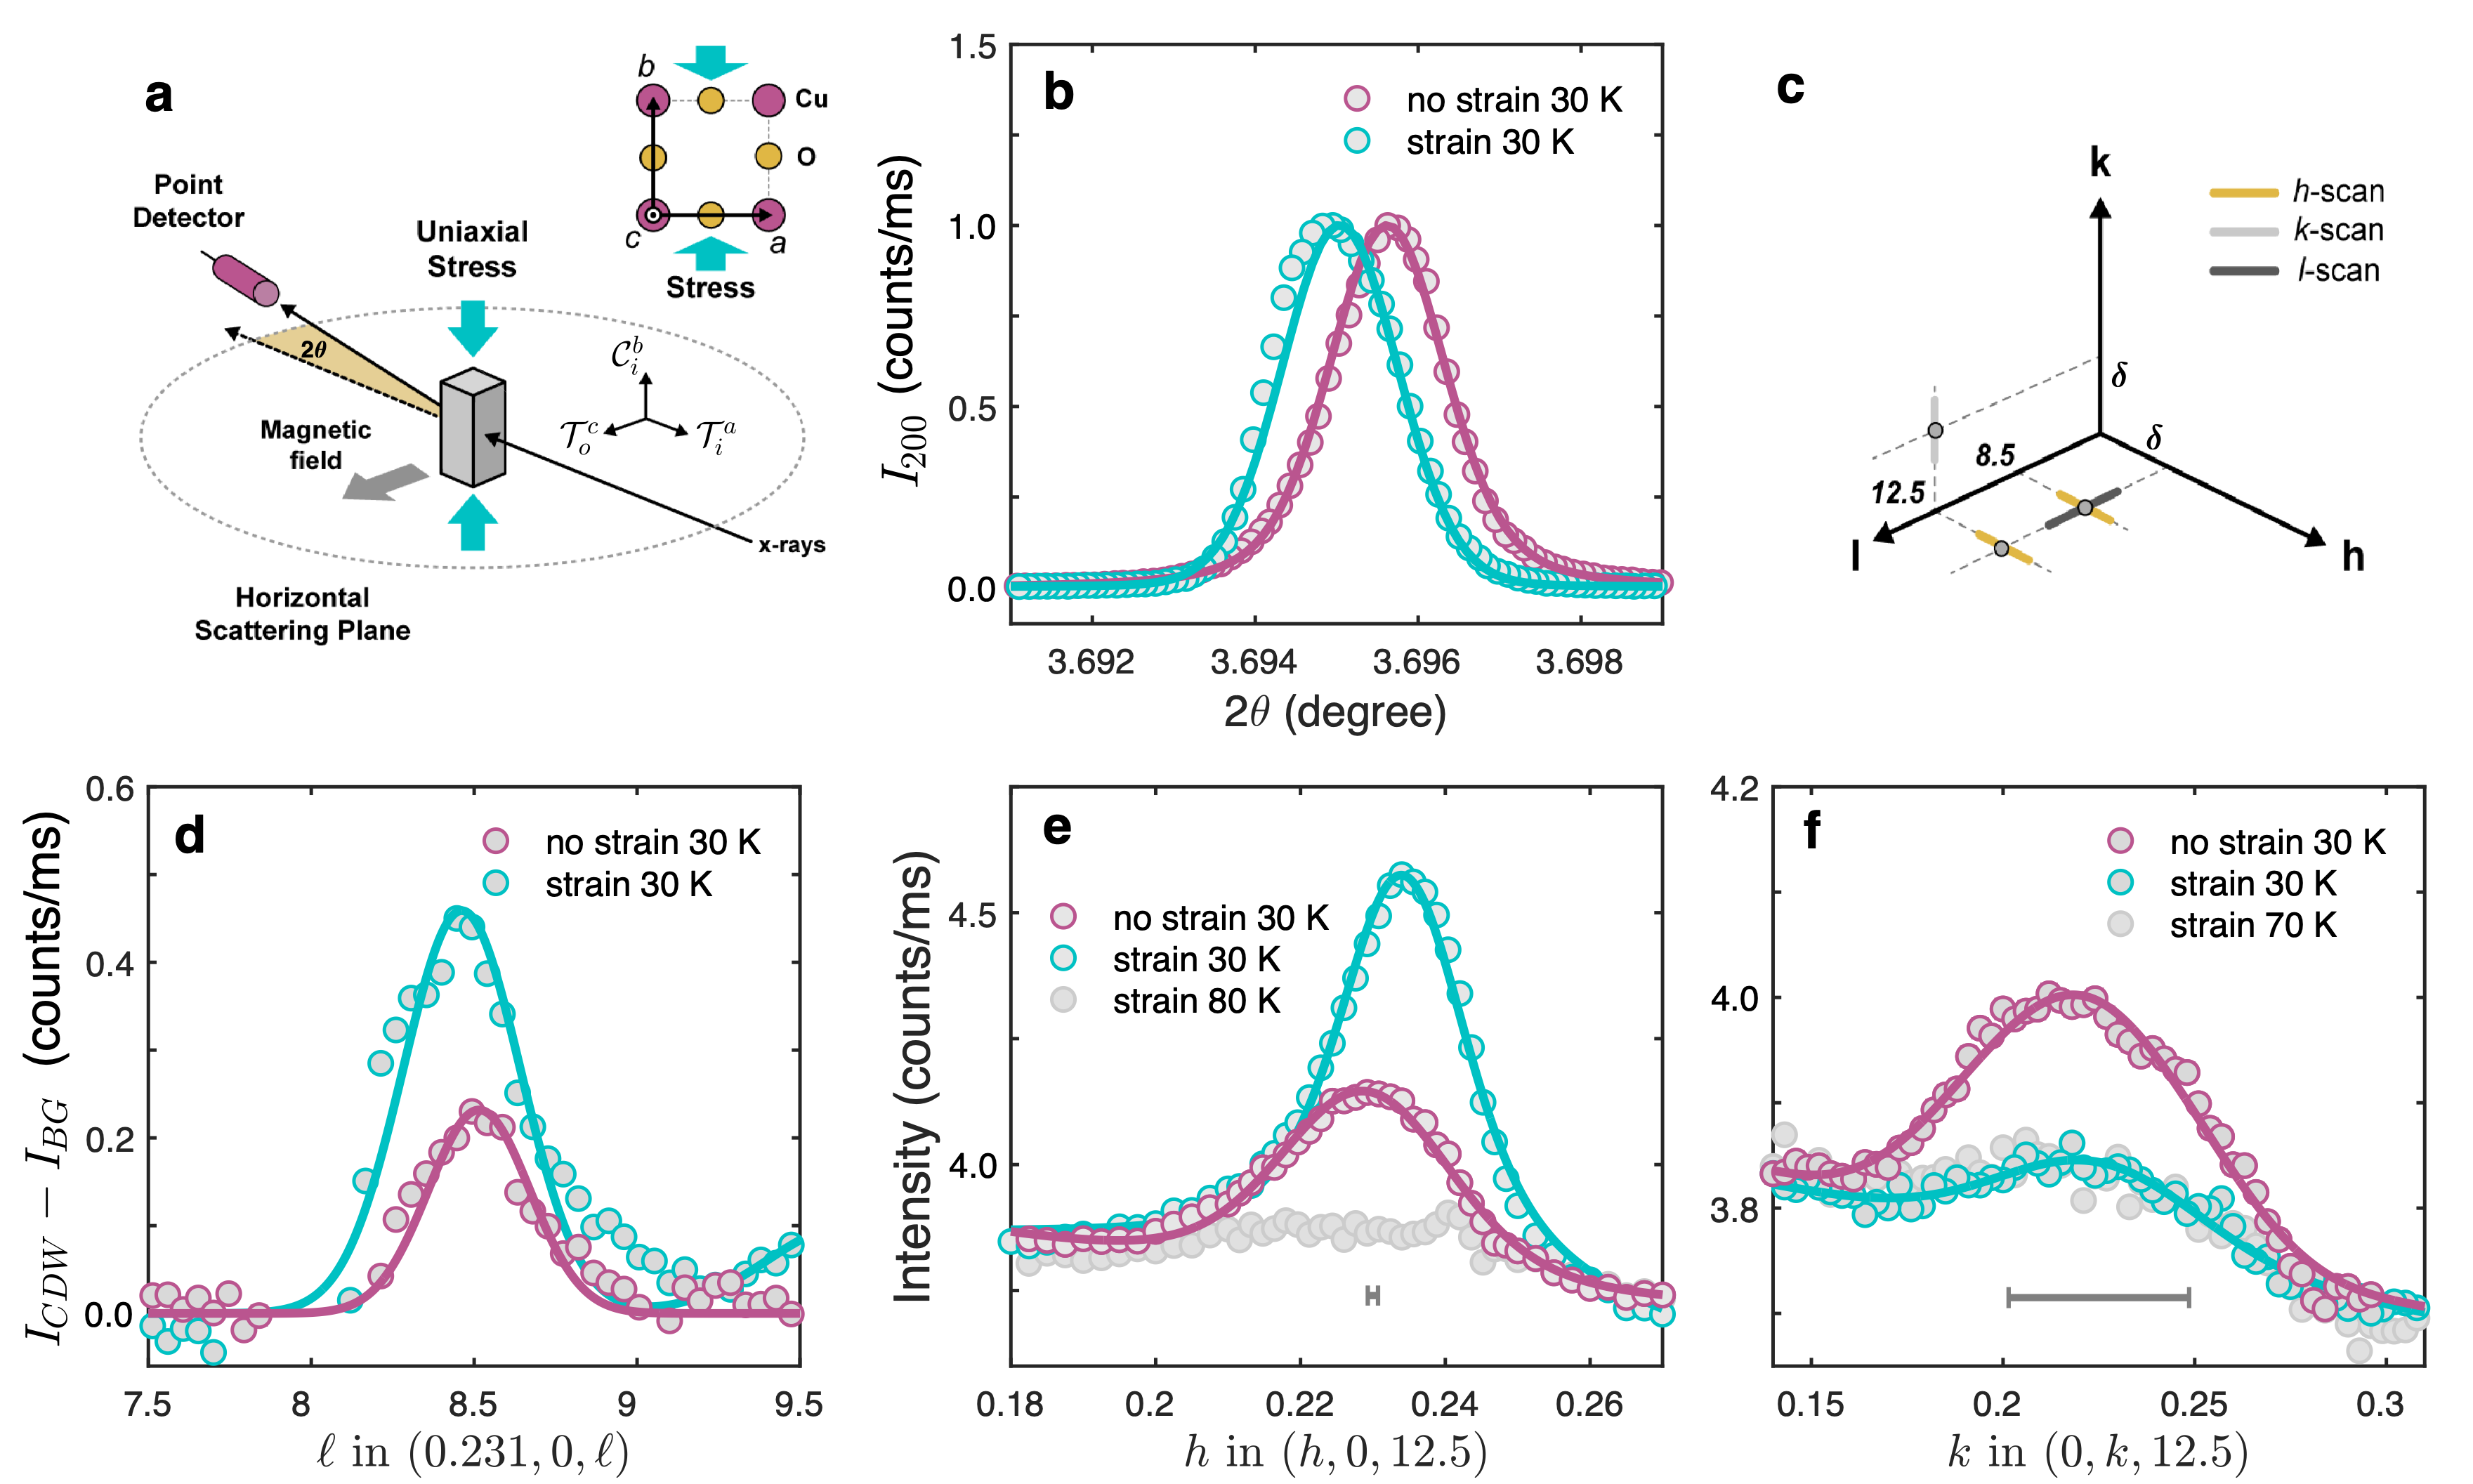 a
b
Cu
O
c
a
Stress
Point
Detector
Uniaxial
Stress
2θ
Magnetic
field
𝒞ᵢᵇ
𝒯ₒᶜ
𝒯ᵢᵃ
x-rays
Horizontal
Scattering Plane
b
no strain 30 K
strain 30 K
I₂₀₀ (counts/ms)
1.5
1.0
0.5
0.0
3.692 3.694 3.696 3.698
2θ (degree)
c
k
h-scan
k-scan
l-scan
δ
δ
8.5
12.5
l
h
d
no strain 30 K
strain 30 K
I_CDW − I_BG (counts/ms)
0.6
0.4
0.2
0.0
7.5 8 8.5 9 9.5
ℓ in (0.231, 0, ℓ)
e
no strain 30 K
strain 30 K
strain 80 K
Intensity (counts/ms)
4.5
4.0
0.18 0.2 0.22 0.24 0.26
h in (h, 0, 12.5)
f
no strain 30 K
strain 30 K
strain 70 K
4.2
4.0
3.8
0.15 0.2 0.25 0.3
k in (0, k, 12.5)